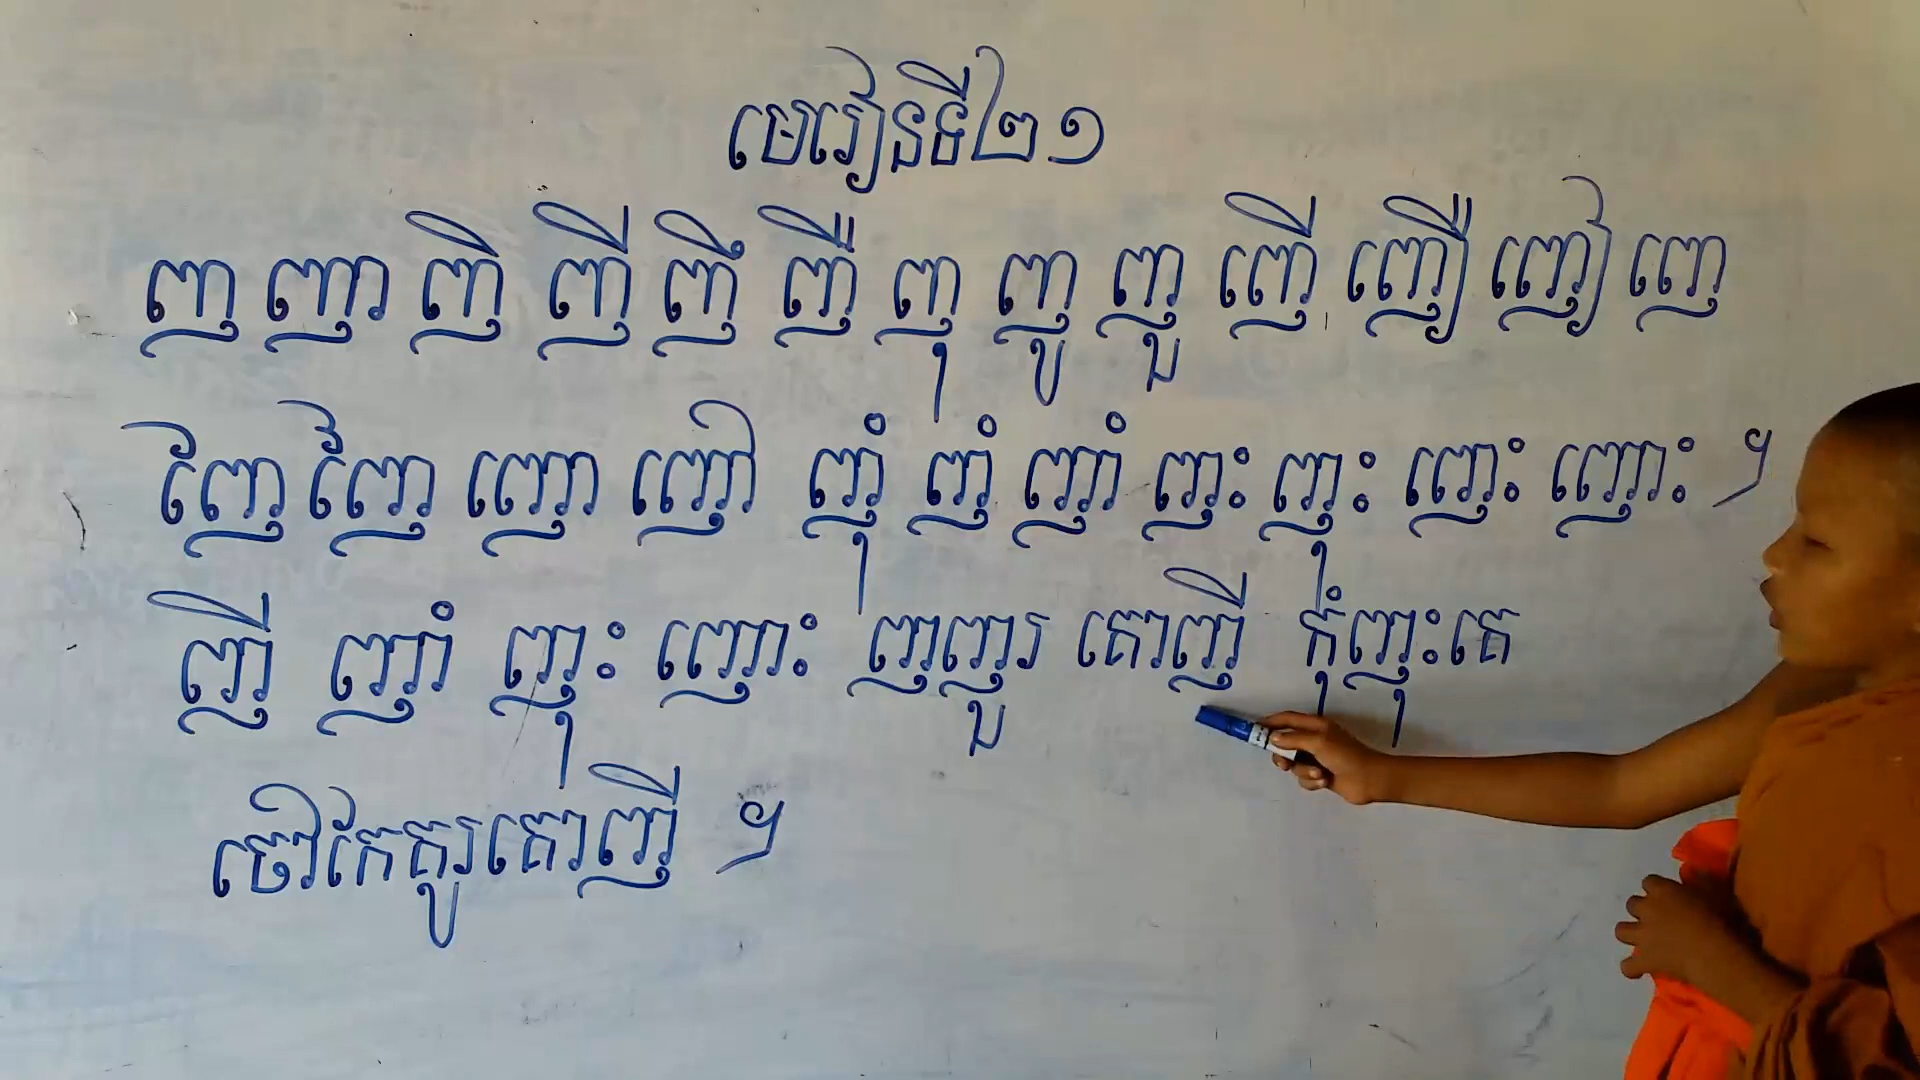 មេរៀនទី២១
ញ ញា ញិ ញី ញឹ ញឺ ញុ ញូ ញួ ញើ ញឿ ញៀ ញេ
ញែ ញៃ ញោ ញៅ ញុំ ញំ ញាំ ញះ ញុះ ញេះ ញោះ ។
ញី ញាំ ញុះ ញោះ ញញួរ គោញី កុំញុះគេ
ចៅកែគូរគោញី ។